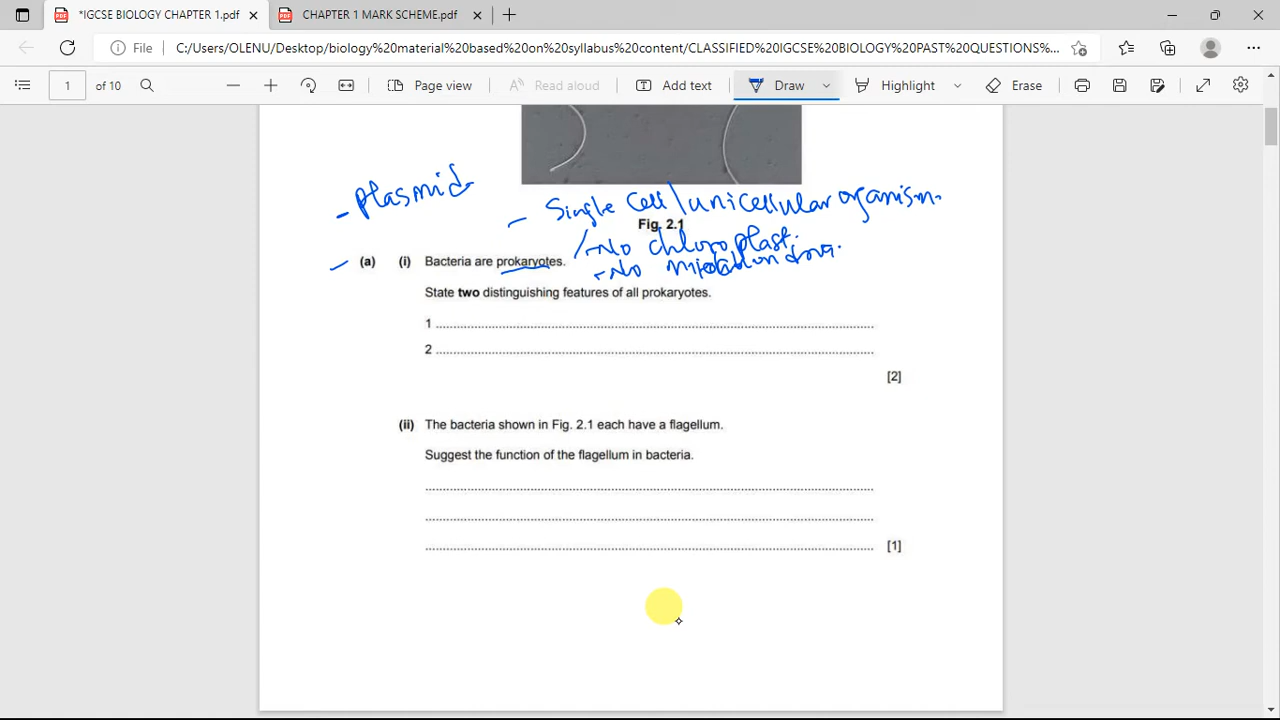 *IGCSE BIOLOGY CHAPTER 1.pdf
CHAPTER 1 MARK SCHEME.pdf
File
C:/Users/OLENU/Desktop/biology%20material%20based%20on%20syllabus%20content/CLASSIFIED%20IGCSE%20BIOLOGY%20PAST%20QUESTIONS%...
1 of 10
Page view
Read aloud
Add text
Draw
Highlight
Erase
- plasmid
- Single Cell/unicellular organism.
Fig. 2.1
- No chloroplast.
- No mitochondria.
(a) (i) Bacteria are prokaryotes.
State two distinguishing features of all prokaryotes.
1
2
[2]
(ii) The bacteria shown in Fig. 2.1 each have a flagellum.
Suggest the function of the flagellum in bacteria.
[1]